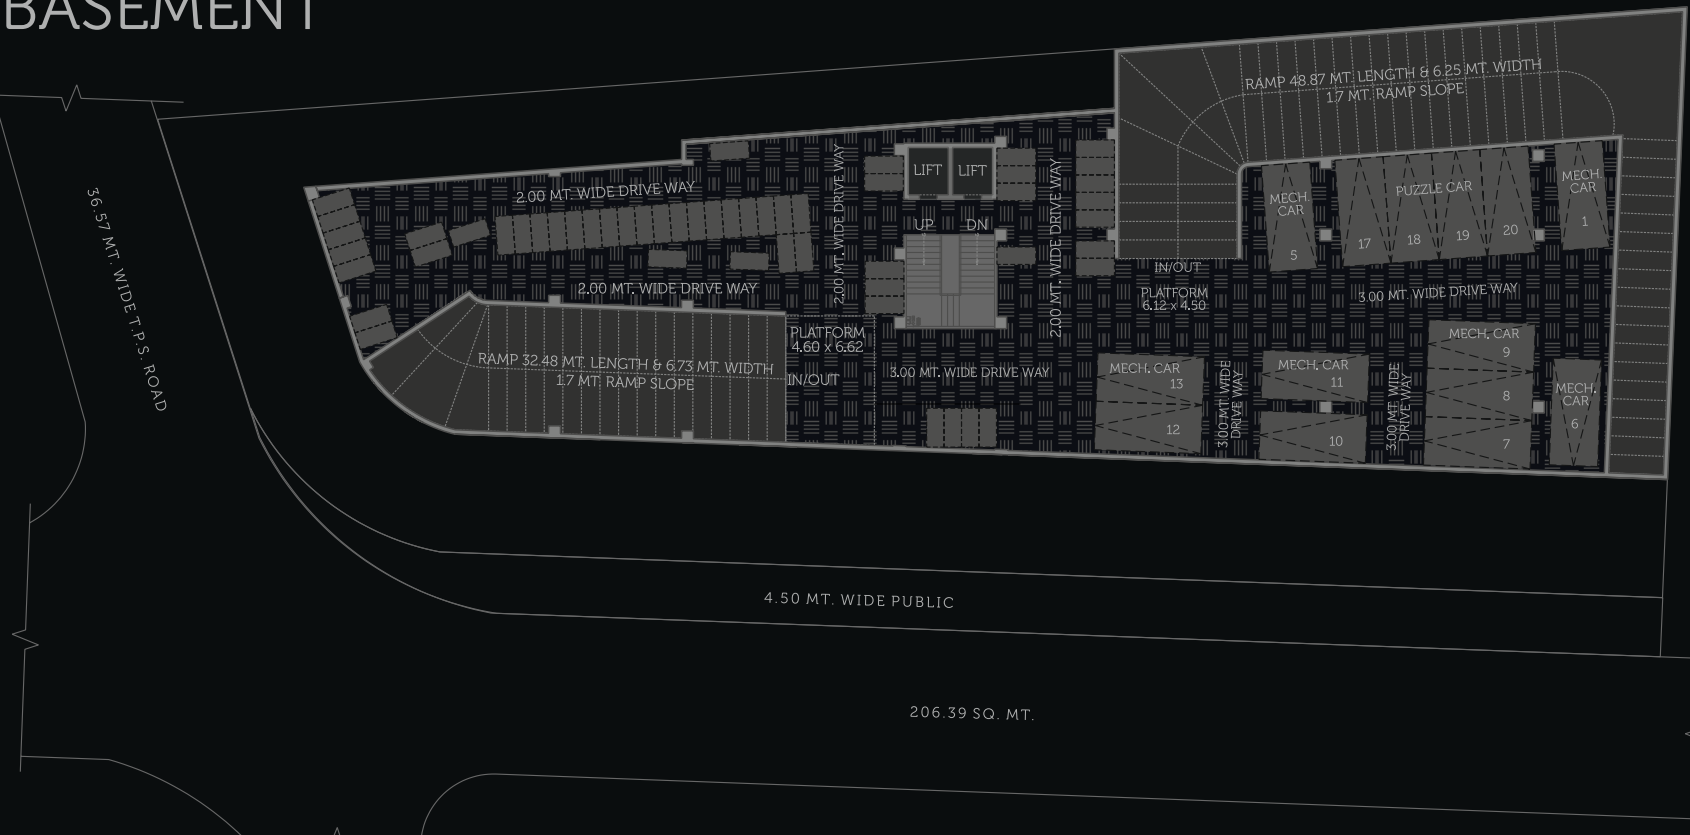 BASEMENT
RAMP 48.87 MT. LENGTH & 6.25 MT. WIDTH
1.7 MT. RAMP SLOPE
36.57 MT. WIDE T.P.S. ROAD
2.00 MT. WIDE DRIVE WAY
2.00 MT. WIDE DRIVE WAY
LIFT
LIFT
UP
DN
2.00 MT. WIDE DRIVE WAY
2.00 MT. WIDE DRIVE WAY
MECH.
CAR
5
PUZZLE CAR
17
18
19
20
MECH.
CAR
1
IN/OUT
PLATFORM
6.12 x 4.50
3.00 MT. WIDE DRIVE WAY
PLATFORM
4.60 x 6.62
IN/OUT
RAMP 32.48 MT. LENGTH & 6.73 MT. WIDTH
1.7 MT. RAMP SLOPE
3.00 MT. WIDE DRIVE WAY
MECH. CAR
13
12
3.00 MT. WIDE
DRIVE WAY
MECH. CAR
11
10
3.00 MT. WIDE
DRIVE WAY
MECH. CAR
9
8
7
MECH.
CAR
6
4.50 MT. WIDE PUBLIC
206.39 SQ. MT.